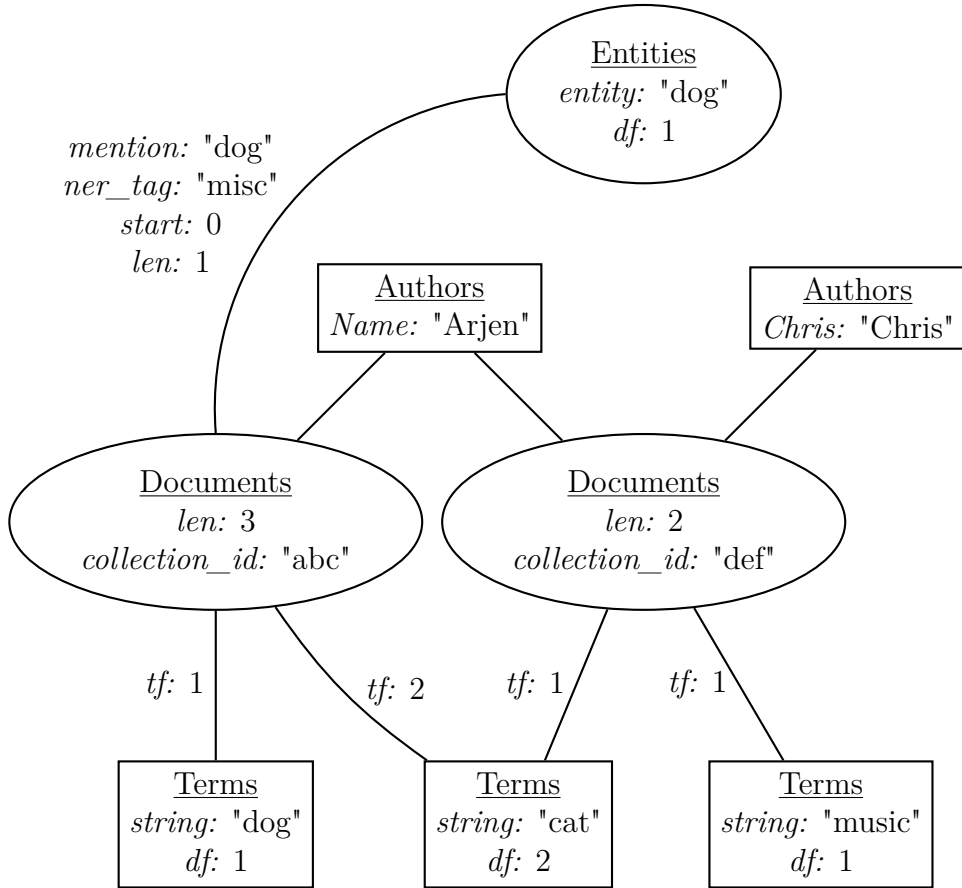 Entities
entity: "dog"
df: 1
mention: "dog"
ner_tag: "misc"
start: 0
len: 1
Authors
Name: "Arjen"
Authors
Chris: "Chris"
Documents
len: 3
collection_id: "abc"
Documents
len: 2
collection_id: "def"
tf: 1
tf: 2
tf: 1
tf: 1
Terms
string: "dog"
df: 1
Terms
string: "cat"
df: 2
Terms
string: "music"
df: 1